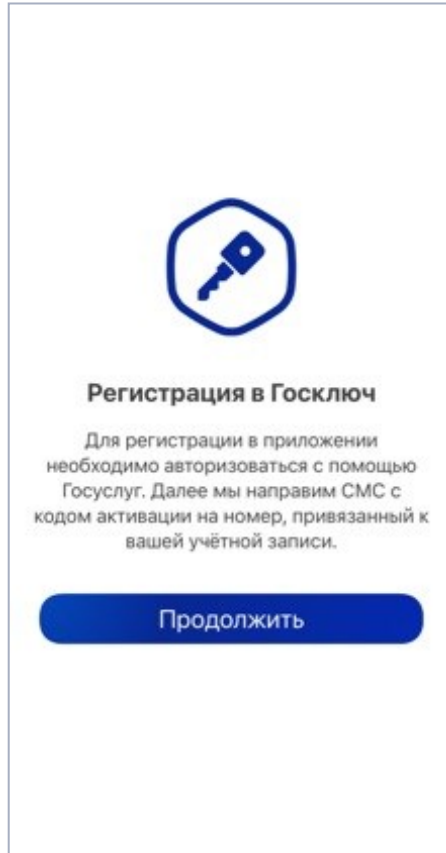 Регистрация в Госключ
Для регистрации в приложении
необходимо авторизоваться с помощью
Госуслуг. Далее мы направим СМС с
кодом активации на номер, привязанный к
вашей учётной записи.
Продолжить